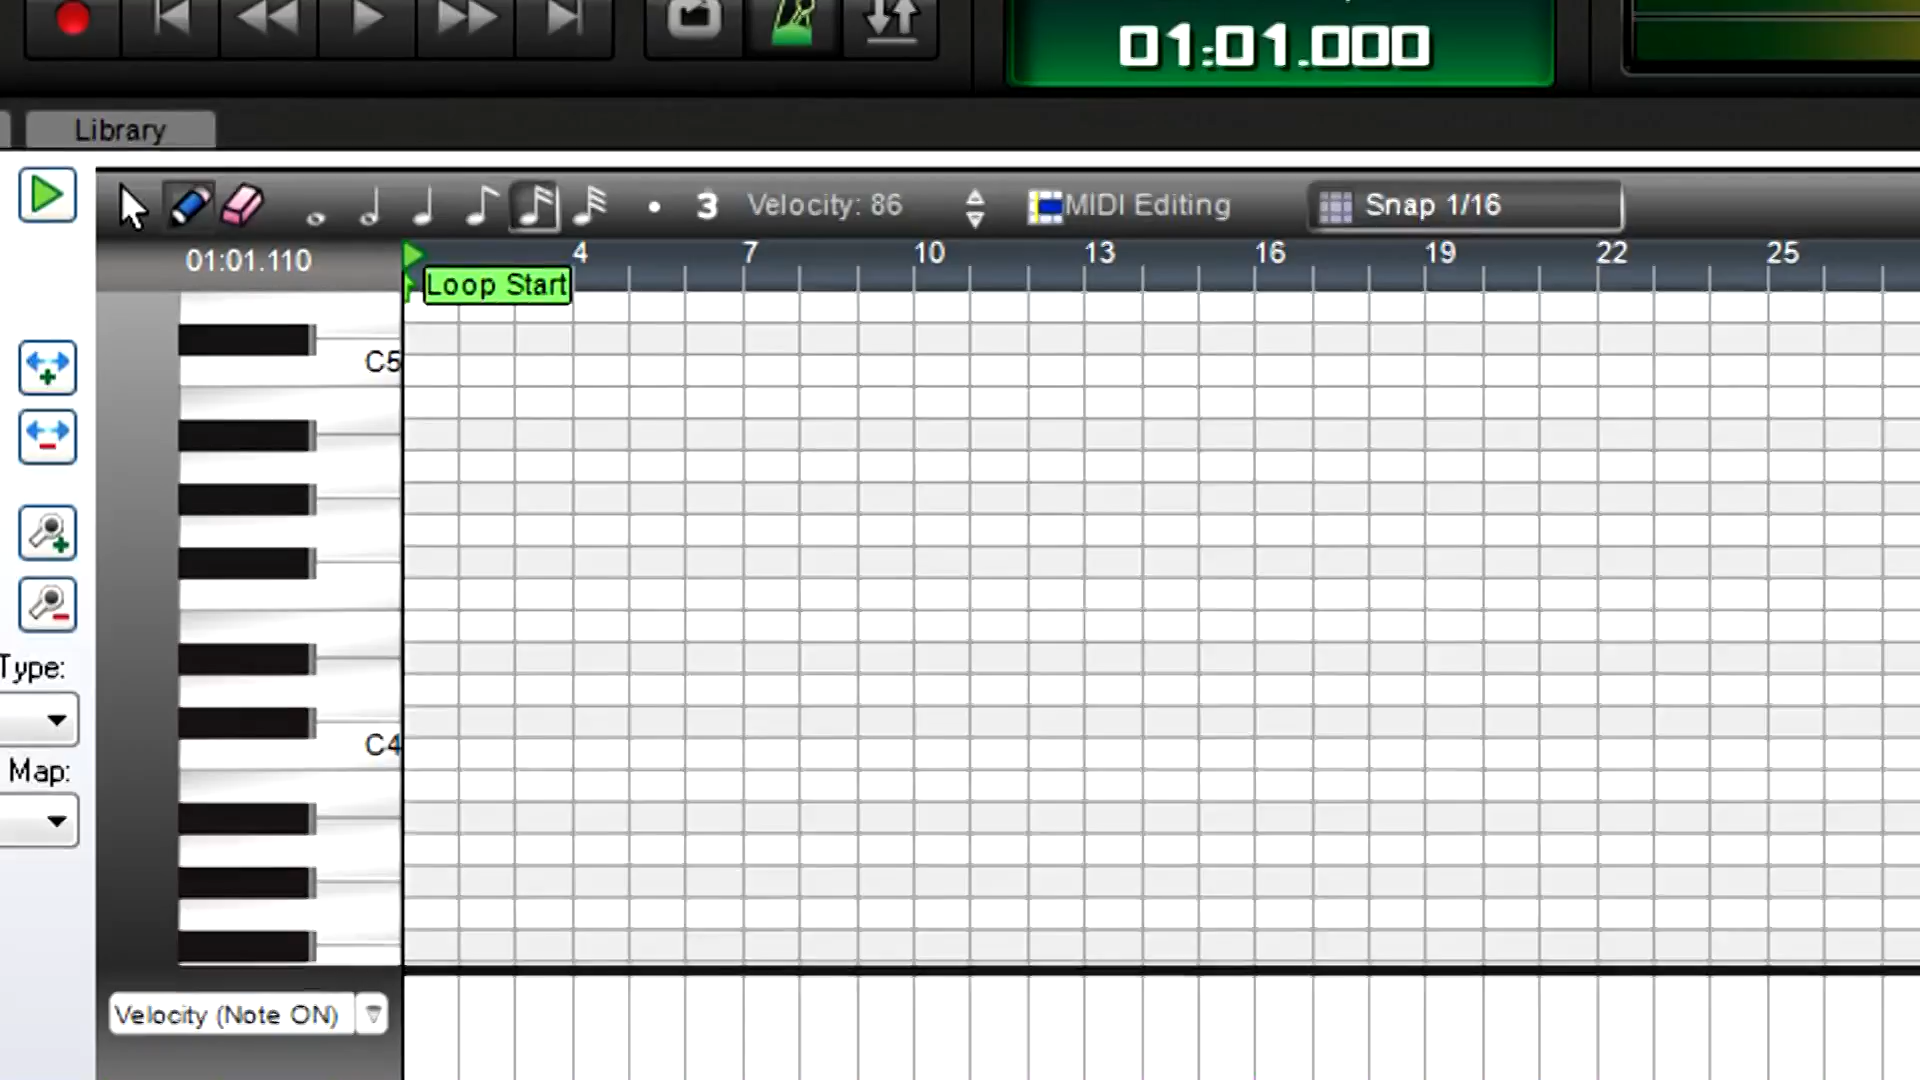 01:01.000
Library
3 Velocity: 86 MIDI Editing Snap 1/16
01:01.110 4 7 10 13 16 19 22 25
Loop Start
C5
Type:
C4
Map:
Velocity (Note ON)